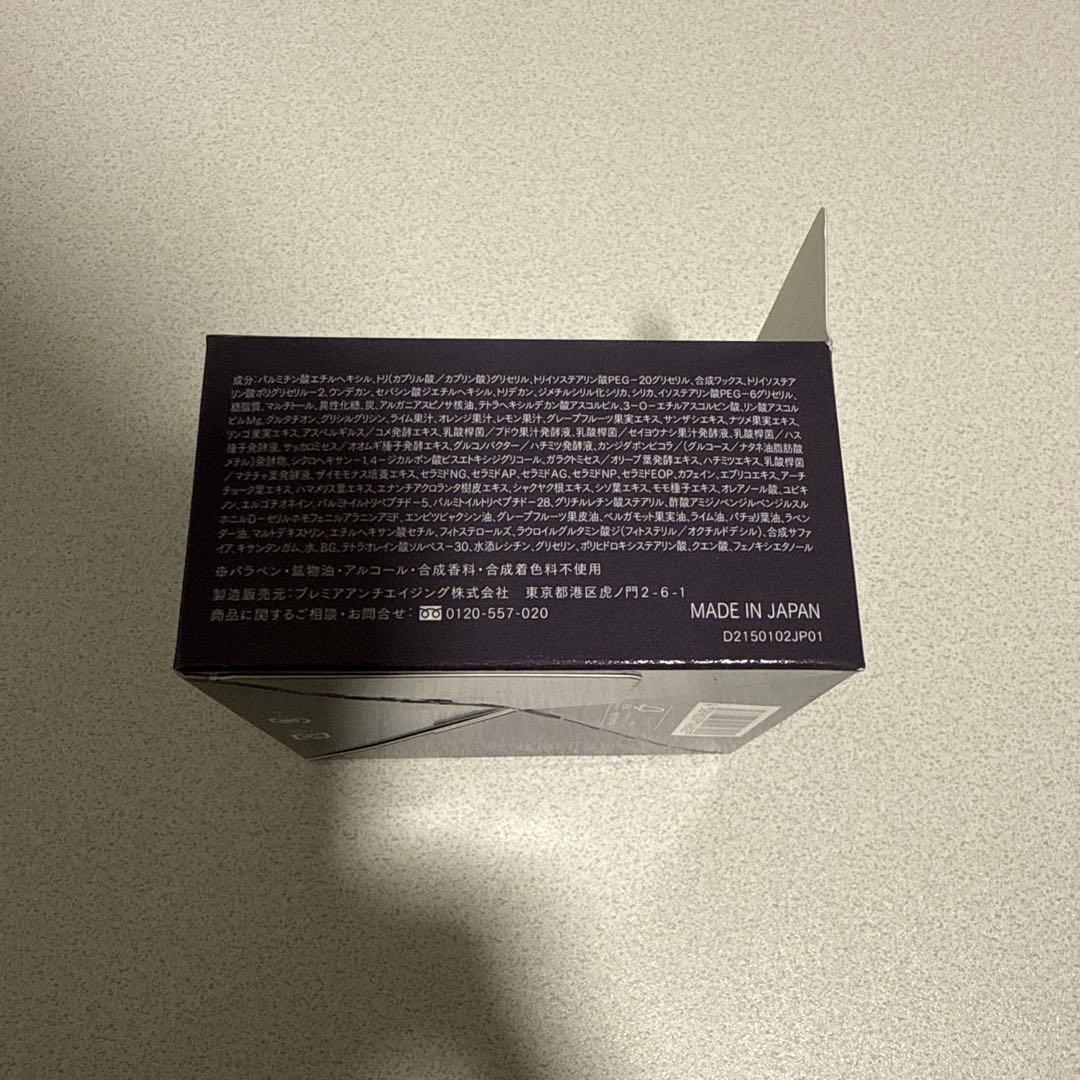 成分:パルミチン酸エチルヘキシル、トリ(カプリル酸/カプリン酸)グリセリル、トリイソステアリン酸PEG-20グリセリル、合成ワックス、トリイソステア
リン酸ポリグリセリル-2、ウンデカン、セバシン酸ジエチルヘキシル、トリデカン、ジメチルシリル化シリカ、シリカ、イソステアリン酸PEG-6グリセリル、
糖脂質、マルチトール、異性化糖、炭、アルガニアスピノサ核油、テトラヘキシルデカン酸アスコルビル、3-O-エチルアスコルビン酸、リン酸アスコル
ビルMg、グルタチオン、グリシルグリシン、ライム果汁、オレンジ果汁、レモン果汁、グレープフルーツ果実エキス、サンザシエキス、ナツメ果実エキス、
リンゴ果実エキス、アスペルギルス/コメ発酵エキス、乳酸桿菌/ブドウ果汁発酵液、乳酸桿菌/セイヨウナシ果汁発酵液、乳酸桿菌/ハス
種子発酵液、サッカロミセス/オオムギ種子発酵エキス、グルコノバクター/ハチミツ発酵液、カンジダボンビコラ/(グルコース/ナタネ油脂肪酸
メチル)発酵物、シクロヘキサン-1,4-ジカルボン酸ビスエトキシジグリコール、ガラクトミセス/オリーブ葉発酵エキス、ハチミツエキス、乳酸桿菌
/マテチャ葉発酵液、ザイモモナス培養エキス、セラミドNG、セラミドAP、セラミドAG、セラミドNP、セラミドEOP、カフェイン、エブリコエキス、アーチ
チョーク葉エキス、ハマメリス葉エキス、エナンチアクロランタ樹皮エキス、シャクヤク根エキス、シソ葉エキス、モモ種子エキス、オレアノール酸、ユビキ
ノン、エルゴチオネイン、パルミトイルトリペプチド-5、パルミトイルトリペプチド-28、グリチルレチン酸ステアリル、酢酸アミジノベンジルベンジルスル
ホニルD-セリルホモフェニルアラニンアミド、エンピツビャクシン油、グレープフルーツ果皮油、ベルガモット果実油、ライム油、パチョリ葉油、ラベン
ダー油、マルトデキストリン、エチルヘキサン酸セチル、フィトステロールズ、ラウロイルグルタミン酸ジ(フィトステリル/オクチルドデシル)、合成サファ
イア、キサンタンガム、水、BG、テトラオレイン酸ソルベス-30、水添レシチン、グリセリン、ポリヒドロキシステアリン酸、クエン酸、フェノキシエタノール
※パラベン・鉱物油・アルコール・合成香料・合成着色料不使用
製造販売元:プレミアアンチエイジング株式会社 東京都港区虎ノ門2-6-1
商品に関するご相談・お問合せ: 0120-557-020
MADE IN JAPAN
D2150102JP01